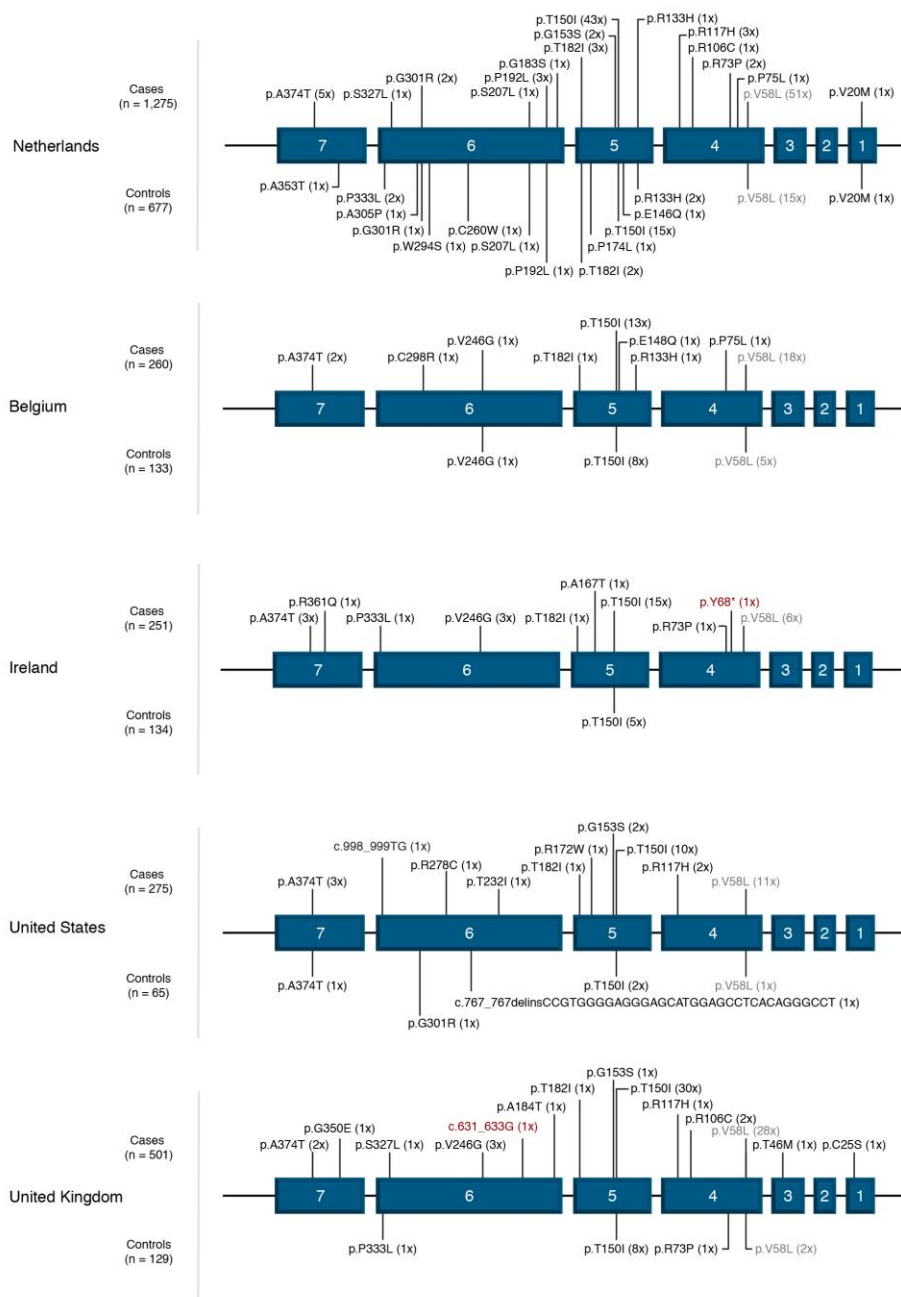 p.T150I (43x)
p.R133H (1x)
p.G153S (2x)
p.R117H (3x)
p.T182I (3x)
p.R106C (1x)
p.G183S (1x)
p.R73P (2x)
p.G301R (2x)
p.P192L (3x)
p.P75L (1x)
Cases
(n = 1,275)
p.A374T (5x)
p.S327L (1x)
p.S207L (1x)
p.V58L (51x)
p.V20M (1x)
Netherlands
7 6 5 4 3 2 1
Controls
(n = 677)
p.A353T (1x)
p.P333L (2x)
p.R133H (2x)
p.V58L (15x)
p.V20M (1x)
p.A305P (1x)
p.E146Q (1x)
p.G301R (1x)
p.C260W (1x)
p.T150I (15x)
p.W294S (1x)
p.S207L (1x)
p.P174L (1x)
p.P192L (1x)
p.T182I (2x)
p.T150I (13x)
Cases
(n = 260)
p.V246G (1x)
p.E148Q (1x)
p.P75L (1x)
p.A374T (2x)
p.C298R (1x)
p.T182I (1x)
p.R133H (1x)
p.V58L (18x)
Belgium
7 6 5 4 3 2 1
Controls
(n = 133)
p.V246G (1x)
p.T150I (8x)
p.V58L (5x)
p.A167T (1x)
Cases
(n = 251)
p.R361Q (1x)
p.T150I (15x)
p.Y68* (1x)
p.A374T (3x)
p.P333L (1x)
p.V246G (3x)
p.T182I (1x)
p.R73P (1x)
p.V58L (6x)
Ireland
7 6 5 4 3 2 1
Controls
(n = 134)
p.T150I (5x)
p.G153S (2x)
c.998_999TG (1x)
p.R172W (1x)
p.T150I (10x)
Cases
(n = 275)
p.R278C (1x)
p.T182I (1x)
p.R117H (2x)
p.A374T (3x)
p.T232I (1x)
p.V58L (11x)
United States
7 6 5 4 3 2 1
Controls
(n = 65)
p.A374T (1x)
p.T150I (2x)
p.V58L (1x)
c.767_767delinsCCGTGGGGAGGGAGCATGGAGCCTCACAGGGCCT (1x)
p.G301R (1x)
p.G153S (1x)
p.T182I (1x)
p.T150I (30x)
p.A184T (1x)
p.R117H (1x)
Cases
(n = 501)
p.G350E (1x)
c.631_633G (1x)
p.R106C (2x)
p.V58L (28x)
p.A374T (2x)
p.S327L (1x)
p.V246G (3x)
p.T46M (1x)
p.C25S (1x)
United Kingdom
7 6 5 4 3 2 1
Controls
(n = 129)
p.P333L (1x)
p.T150I (8x)
p.R73P (1x)
p.V58L (2x)